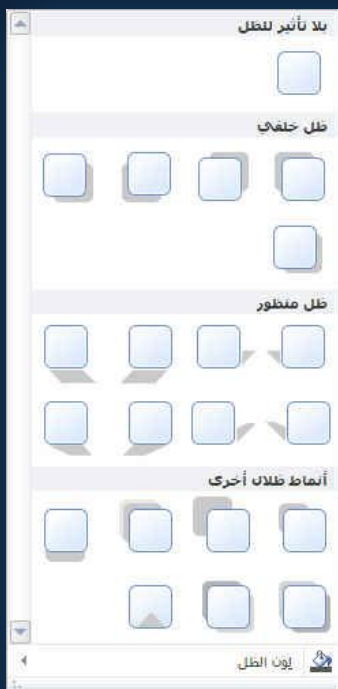 بلا تأثير للظل
ظل خلفي
ظل منظور
أنماط ظلال أخرى
لون الظل